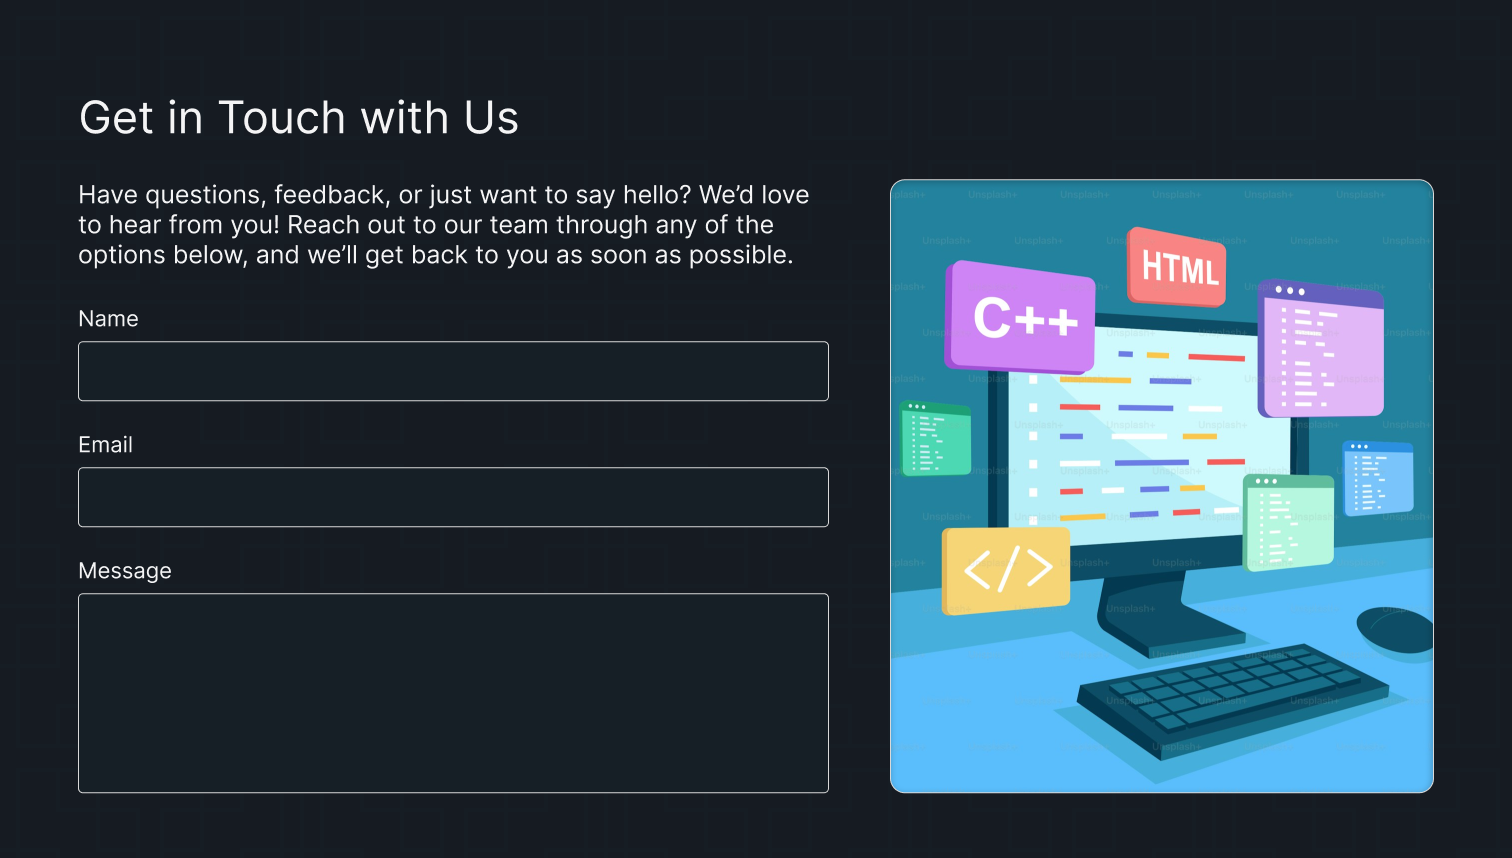 Get in Touch with Us
Have questions, feedback, or just want to say hello? We’d love
to hear from you! Reach out to our team through any of the
options below, and we’ll get back to you as soon as possible.
Name
Email
Message
HTML
C++
</>
Unsplash+